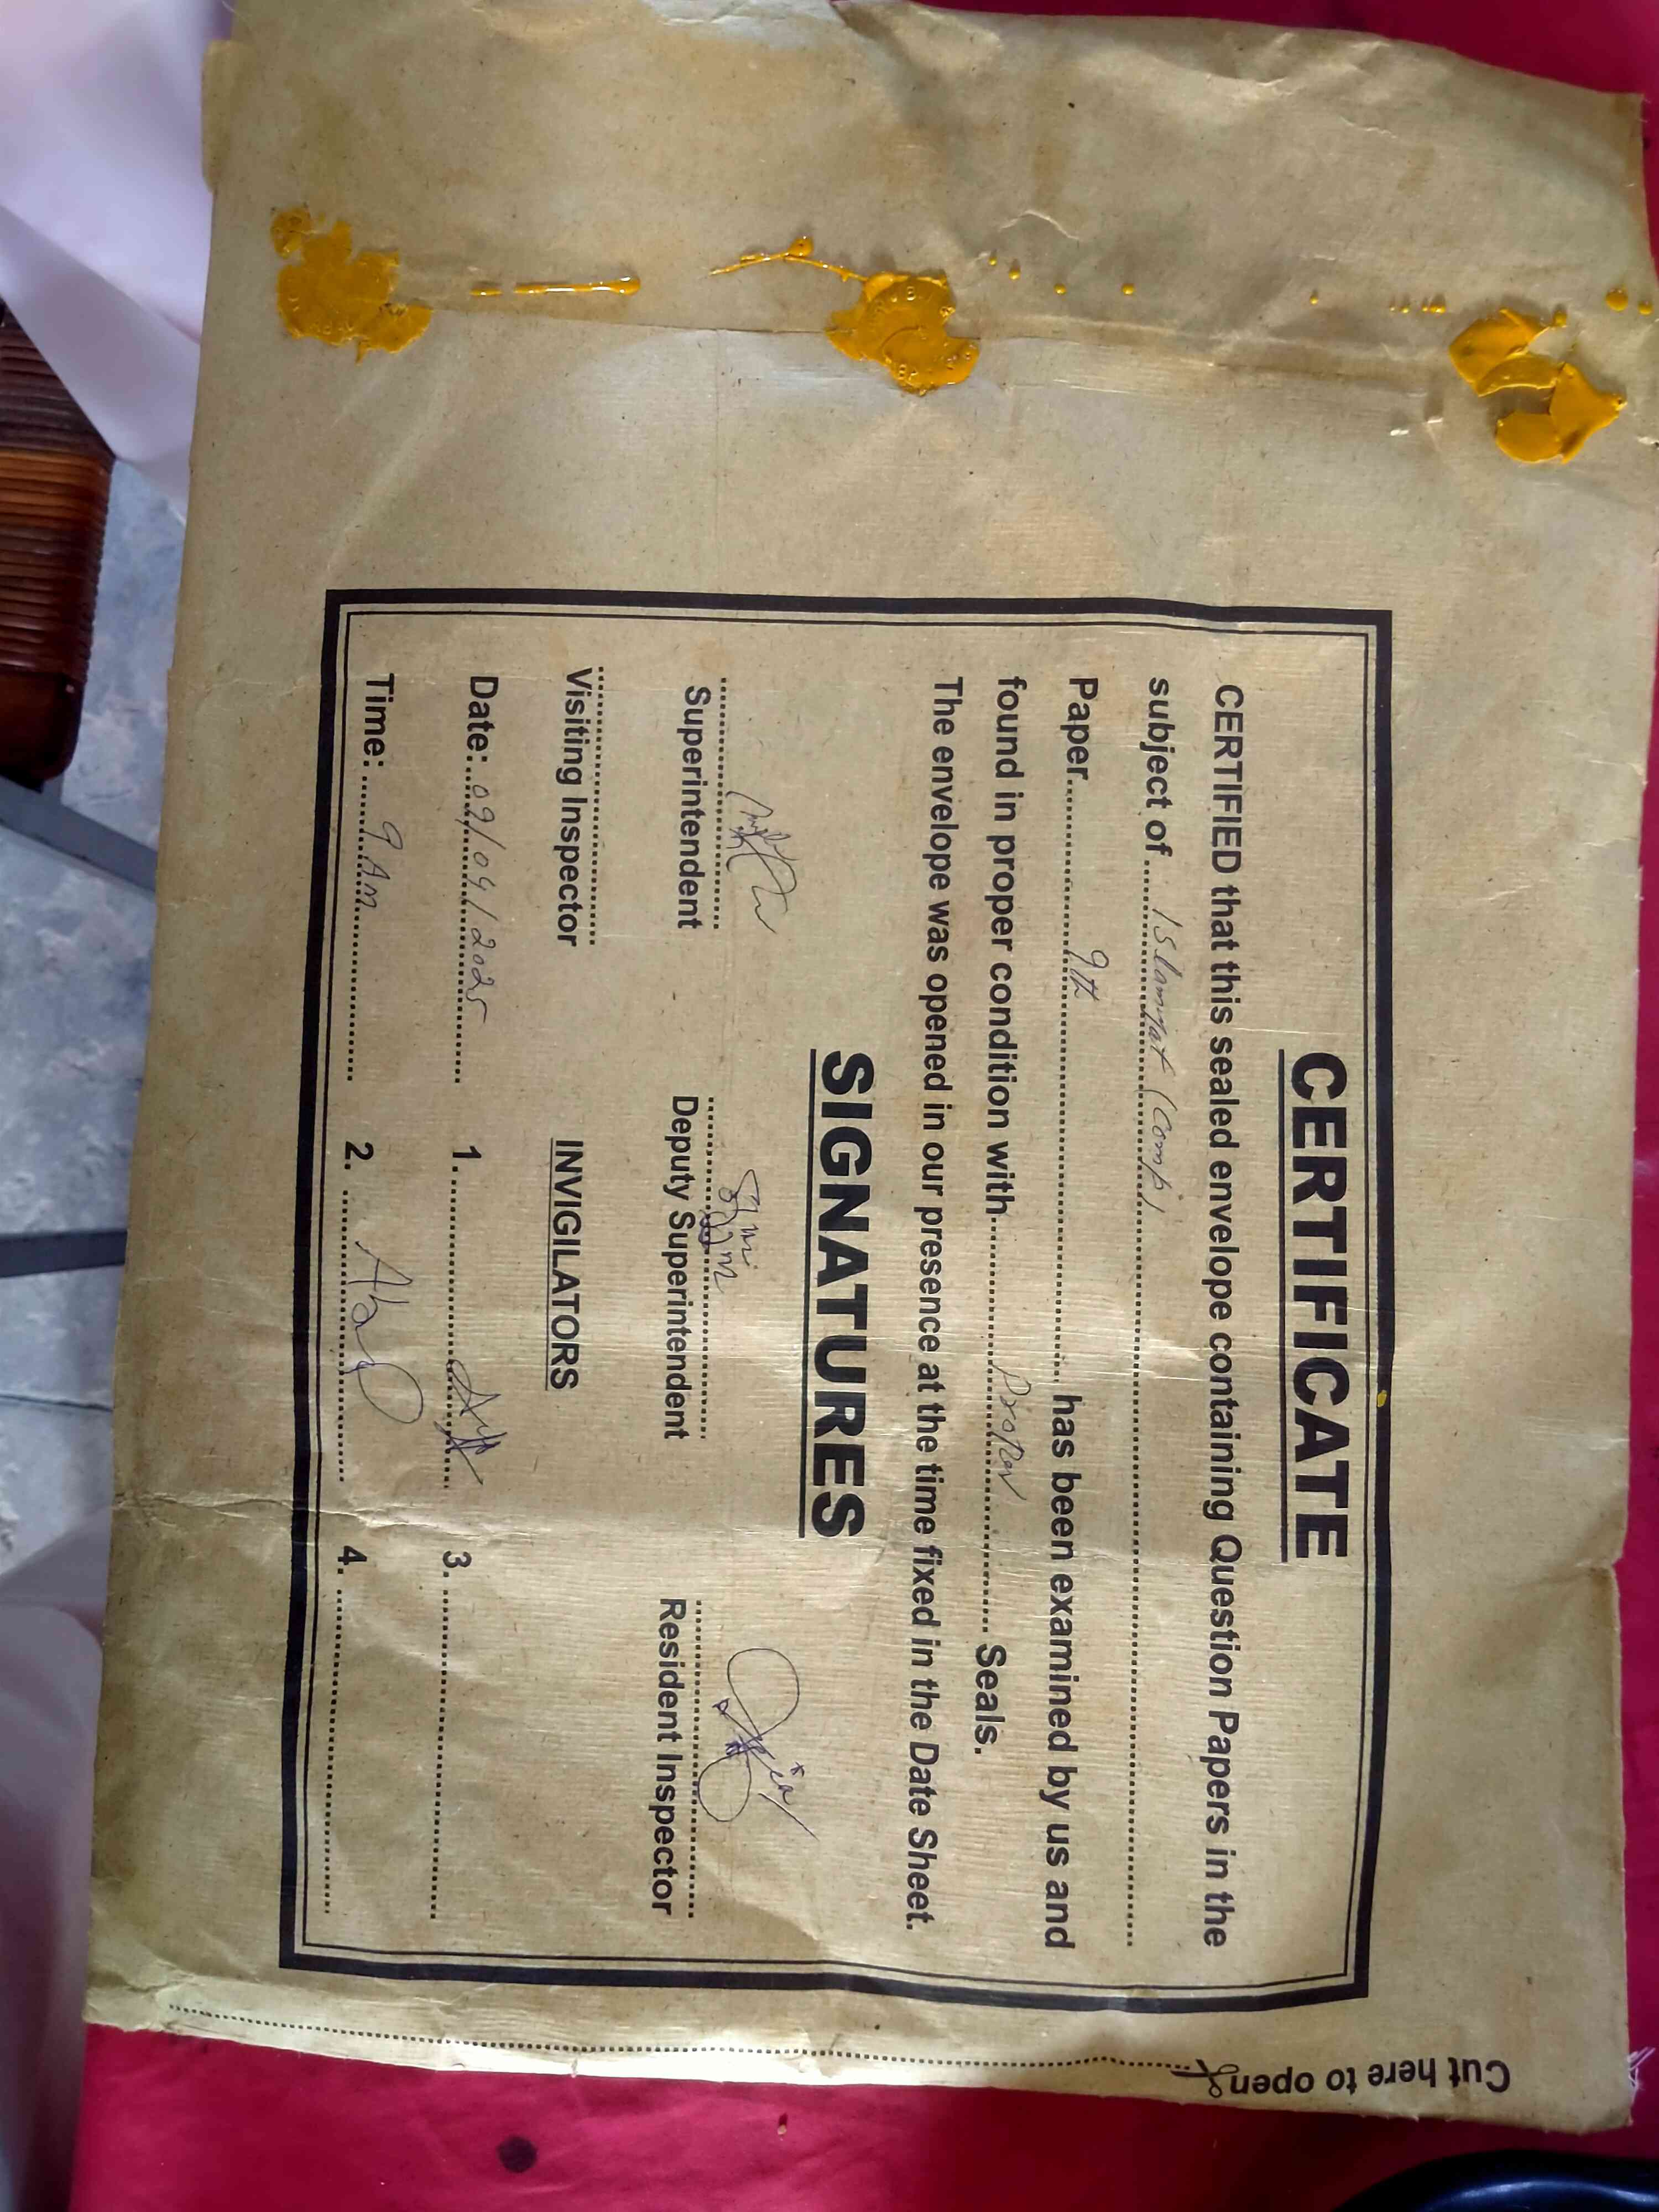 CERTIFICATE
CERTIFIED that this sealed envelope containing Question Papers in the
subject of.....Islamyat (comp)..........
Paper..........9th.......... has been examined by us and
found in proper condition with..........Proper.......... Seals.
The envelope was opened in our presence at the time fixed in the Date Sheet.
SIGNATURES
Superintendent Deputy Superintendent Resident Inspector
Visiting Inspector INVIGILATORS
Date:..09/04/2025.......... 1. .......... 3. ..........
Time:.....9 Am.......... 2. .......... 4. ..........
Cut here to open